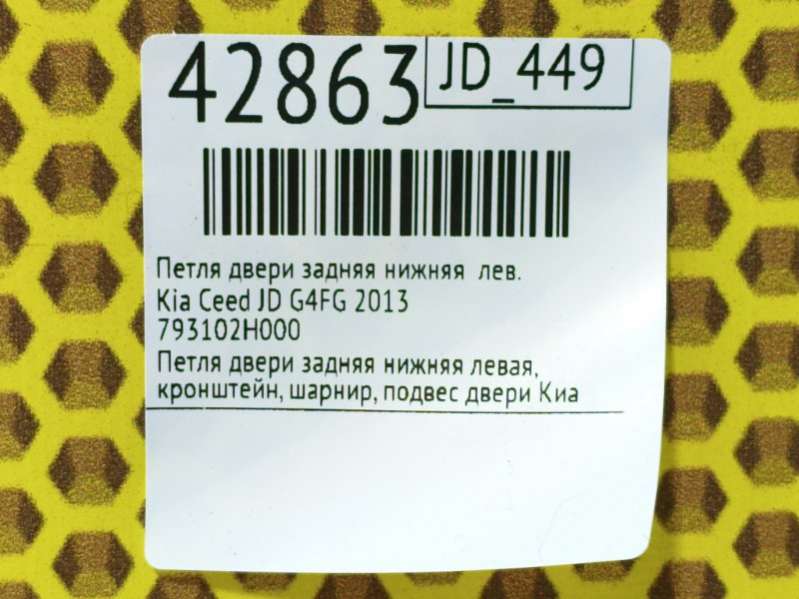 42863
JD_449
Петля двери задняя нижняя лев.
Kia Ceed JD G4FG 2013
793102H000
Петля двери задняя нижняя левая,
кронштейн, шарнир, подвес двери Киа